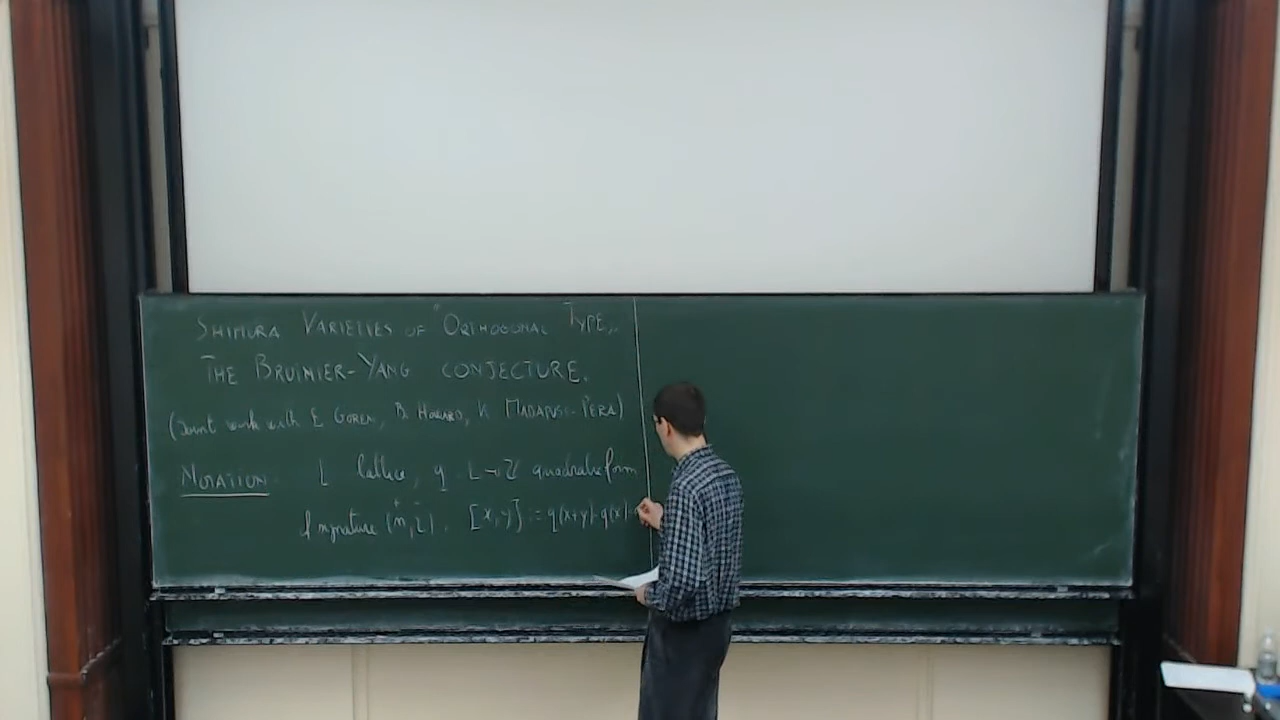 SHIMURA VARIETIES OF "ORTHOGONAL TYPE"
THE BRUINIER-YANG CONJECTURE.
(Joint work with E GOREN, B HOWARD, K MADAPUSI-PERA)
NOTATION L lattice, q: L→ℤ quadratic form
of signature (n,2). [x,y] := q(x+y)-q(x)-